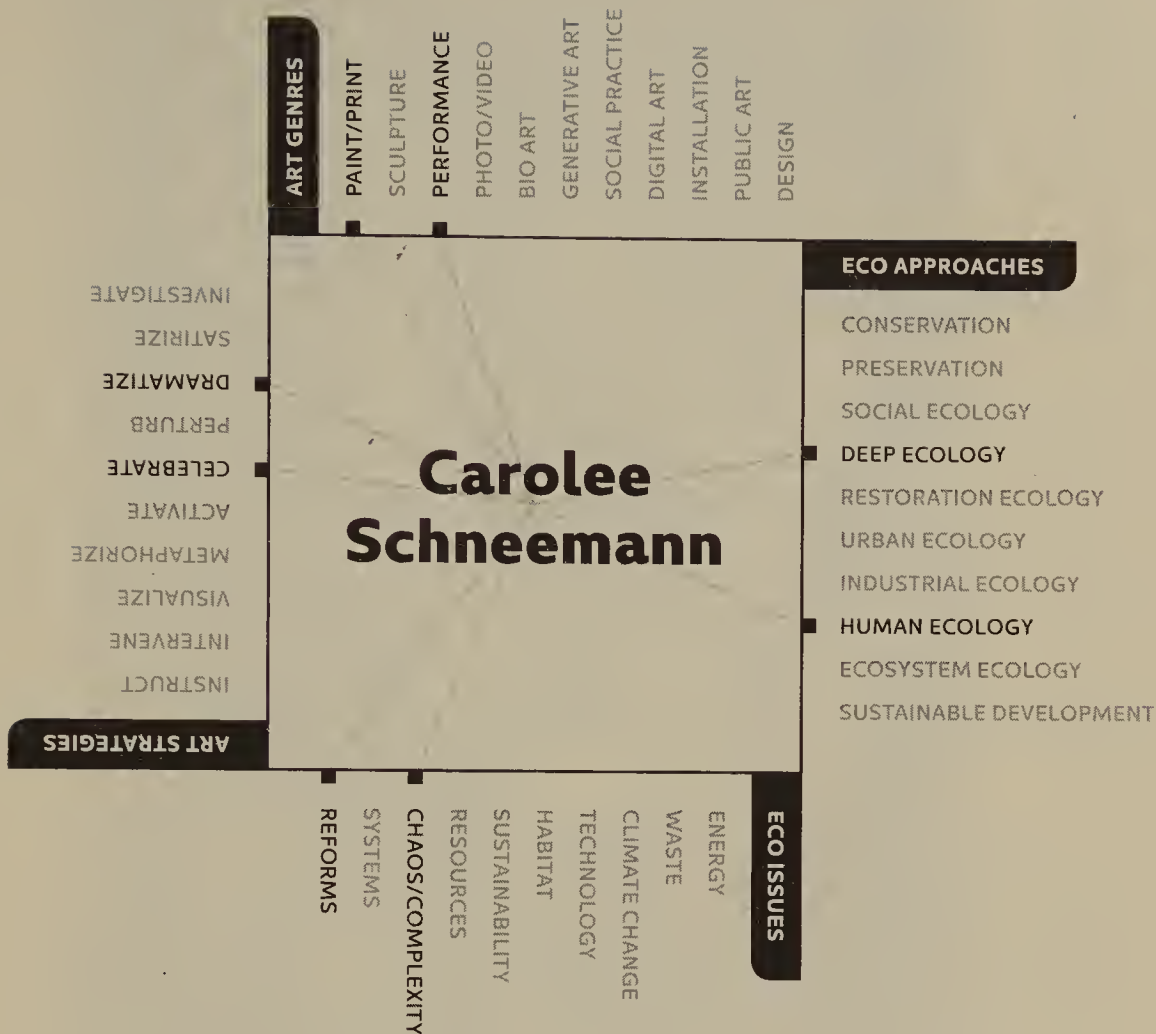 ART GENRES
PAINT/PRINT
SCULPTURE
PERFORMANCE
PHOTO/VIDEO
BIO ART
GENERATIVE ART
SOCIAL PRACTICE
DIGITAL ART
INSTALLATION
PUBLIC ART
DESIGN
ECO APPROACHES
CONSERVATION
PRESERVATION
SOCIAL ECOLOGY
DEEP ECOLOGY
RESTORATION ECOLOGY
URBAN ECOLOGY
INDUSTRIAL ECOLOGY
HUMAN ECOLOGY
ECOSYSTEM ECOLOGY
SUSTAINABLE DEVELOPMENT
ECO ISSUES
ENERGY
WASTE
CLIMATE CHANGE
TECHNOLOGY
HABITAT
SUSTAINABILITY
RESOURCES
CHAOS/COMPLEXITY
SYSTEMS
REFORMS
ART STRATEGIES
INSTRUCT
INTERVENE
VISUALIZE
METAPHORIZE
ACTIVATE
CELEBRATE
PERTURB
DRAMATIZE
SATIRIZE
INVESTIGATE
Carolee
Schneemann